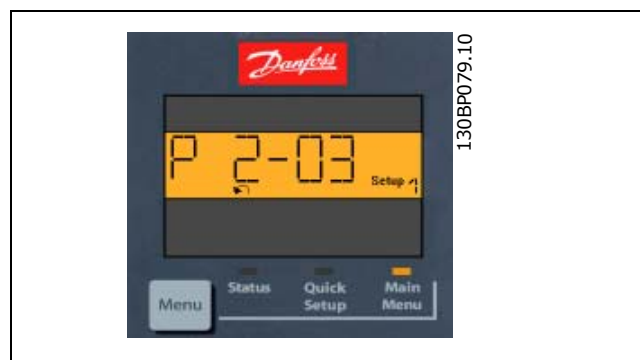 Danfoss
130BP079.10
P 2-03
Setup 1
Menu
Status
Quick Setup
Main Menu